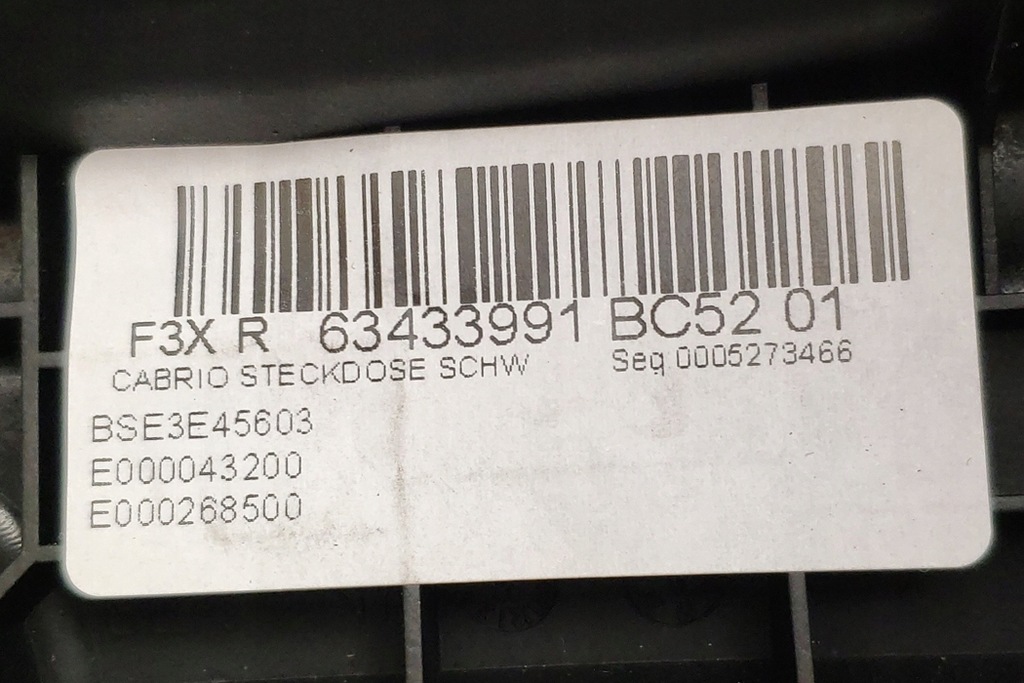 F3X R 63433991 BC52 01
CABRIO STECKDOSE SCHW Seq 0005273466
BSE3E45603
E000043200
E000268500